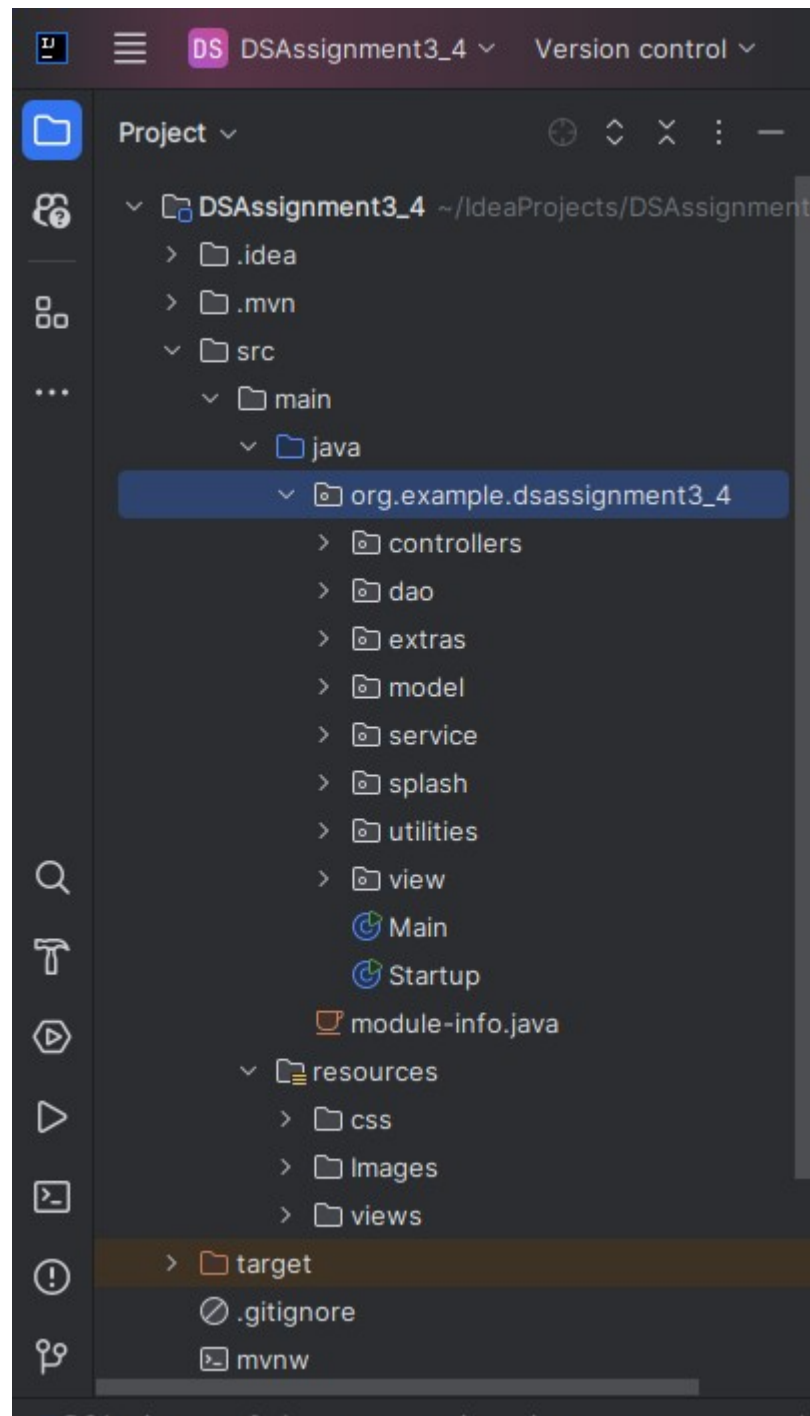 IJ
DS DSAssignment3_4 Version control
Project
DSAssignment3_4 ~/IdeaProjects/DSAssignment
.idea
.mvn
src
main
java
org.example.dsassignment3_4
controllers
dao
extras
model
service
splash
utilities
view
Main
Startup
module-info.java
resources
css
Images
views
target
.gitignore
mvnw